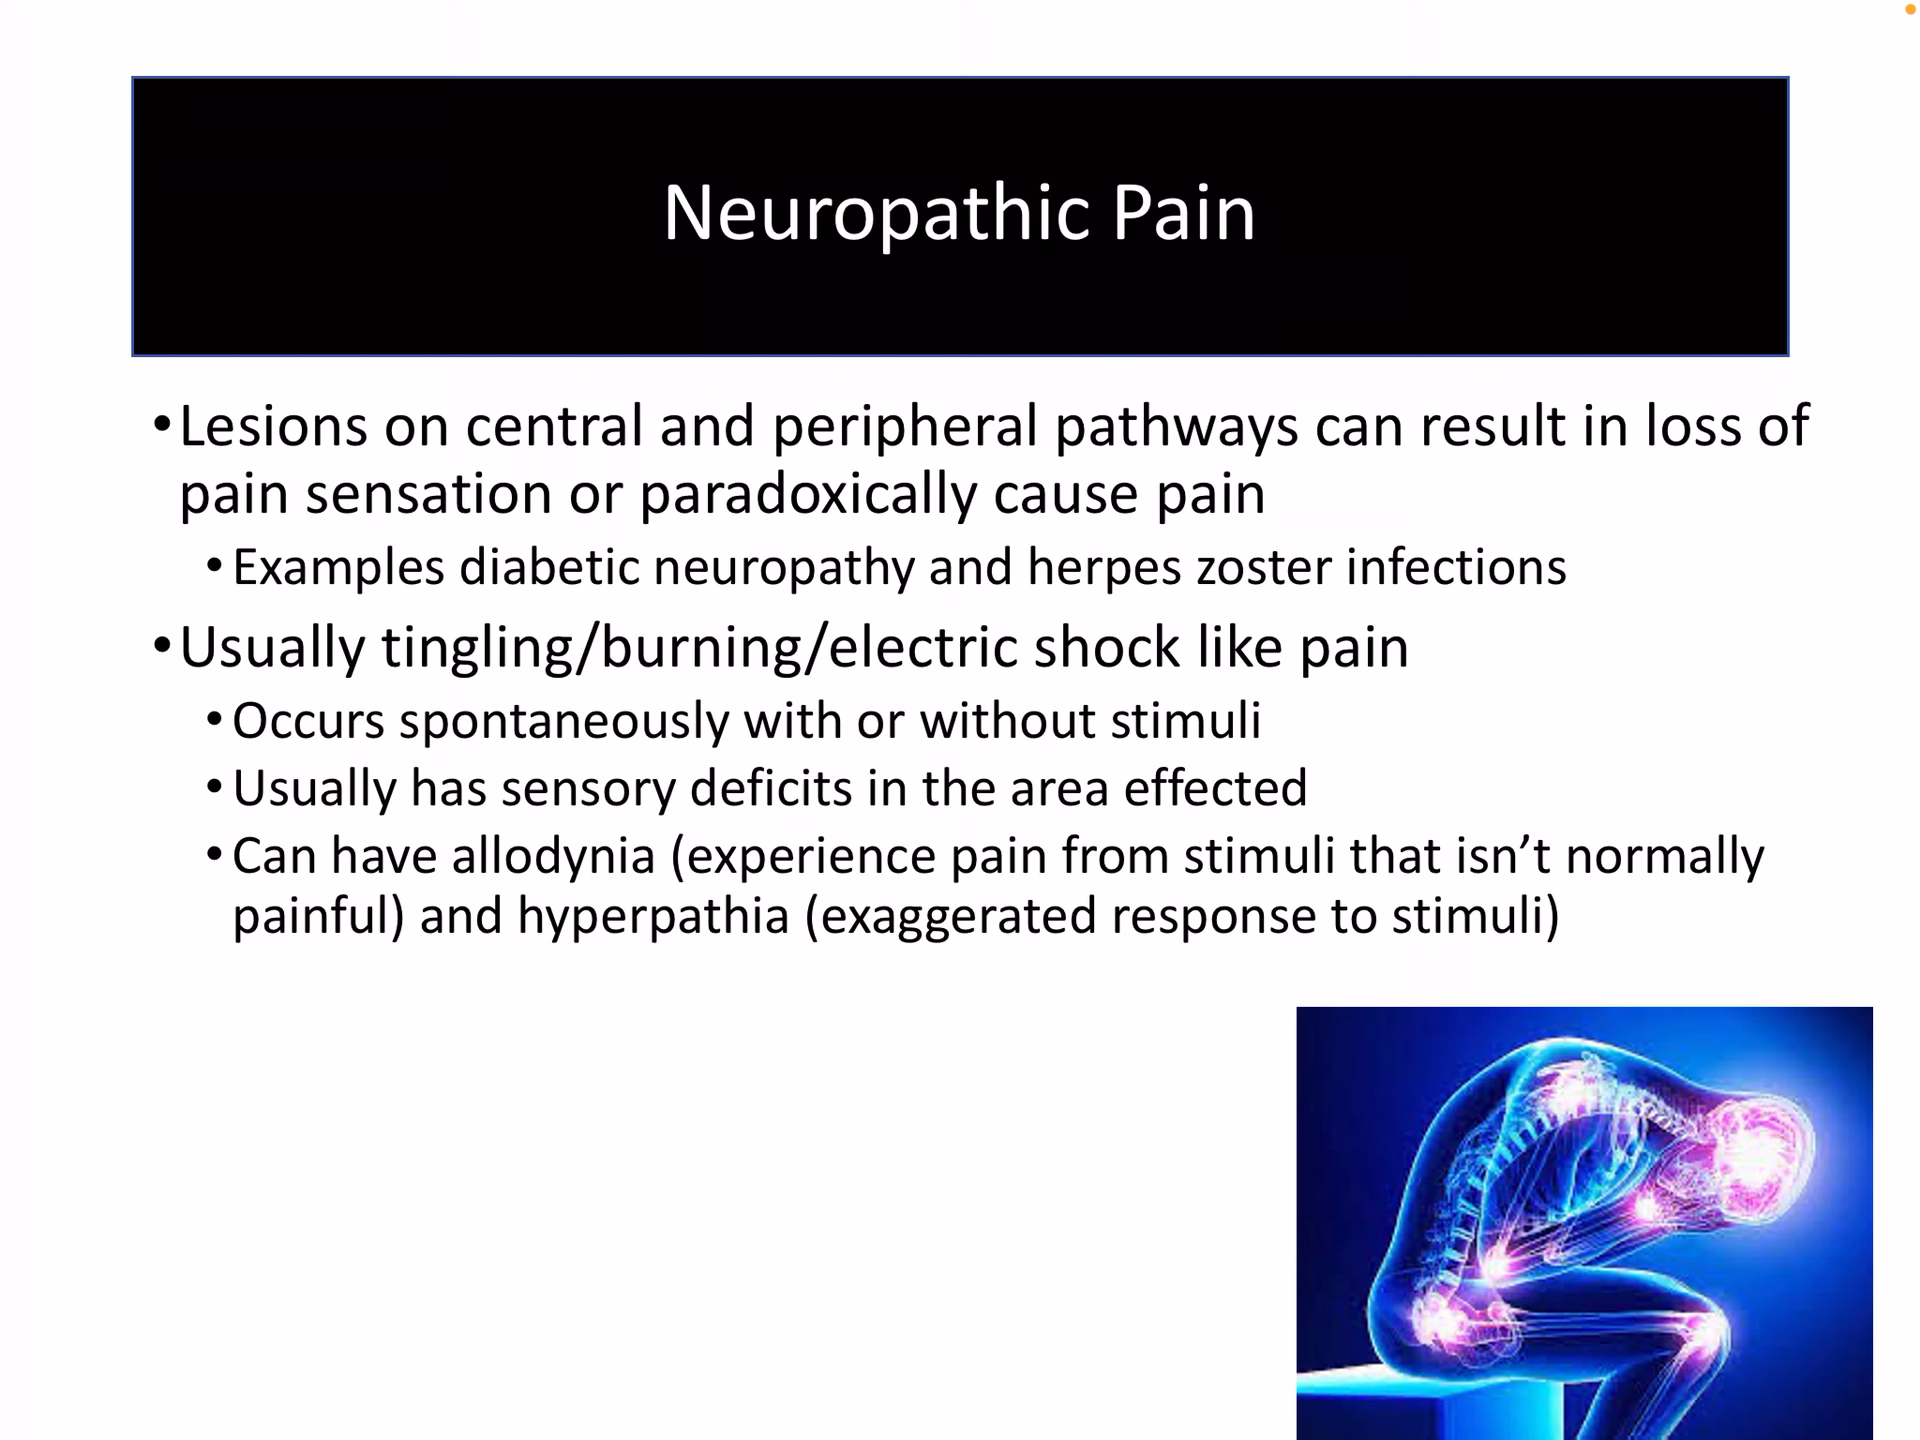 Neuropathic Pain
•Lesions on central and peripheral pathways can result in loss of
pain sensation or paradoxically cause pain
•Examples diabetic neuropathy and herpes zoster infections
•Usually tingling/burning/electric shock like pain
•Occurs spontaneously with or without stimuli
•Usually has sensory deficits in the area effected
•Can have allodynia (experience pain from stimuli that isn’t normally
painful) and hyperpathia (exaggerated response to stimuli)